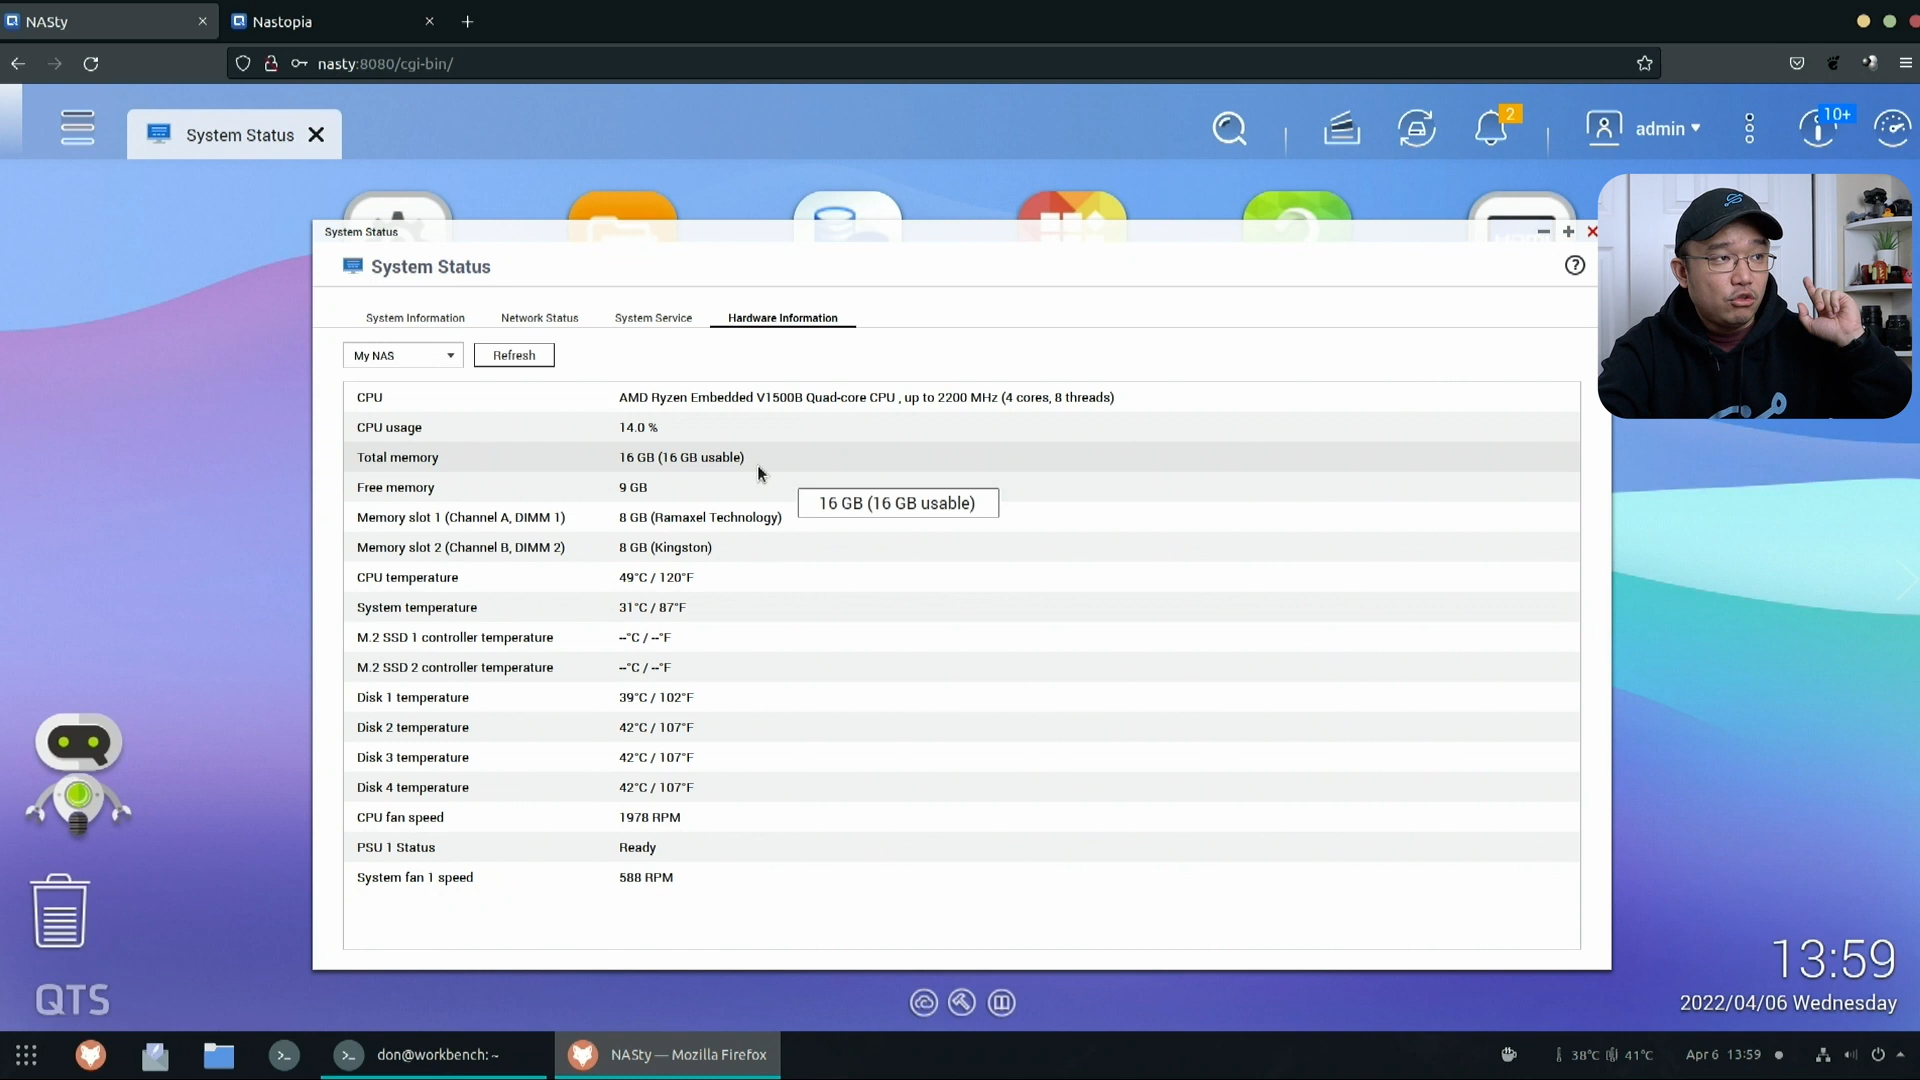 NASty
Nastopia
nasty:8080/cgi-bin/
System Status
2
admin
10+
System Status
System Status
System Information Network Status System Service Hardware Information
My NAS Refresh
CPU AMD Ryzen Embedded V1500B Quad-core CPU , up to 2200 MHz (4 cores, 8 threads)
CPU usage 14.0 %
Total memory 16 GB (16 GB usable)
Free memory 9 GB
16 GB (16 GB usable)
Memory slot 1 (Channel A, DIMM 1) 8 GB (Ramaxel Technology)
Memory slot 2 (Channel B, DIMM 2) 8 GB (Kingston)
CPU temperature 49°C / 120°F
System temperature 31°C / 87°F
M.2 SSD 1 controller temperature --°C / --°F
M.2 SSD 2 controller temperature --°C / --°F
Disk 1 temperature 39°C / 102°F
Disk 2 temperature 42°C / 107°F
Disk 3 temperature 42°C / 107°F
Disk 4 temperature 42°C / 107°F
CPU fan speed 1978 RPM
PSU 1 Status Ready
System fan 1 speed 588 RPM
QTS
13:59
2022/04/06 Wednesday
don@workbench: ~
NASty — Mozilla Firefox
38°C 41°C
Apr 6 13:59